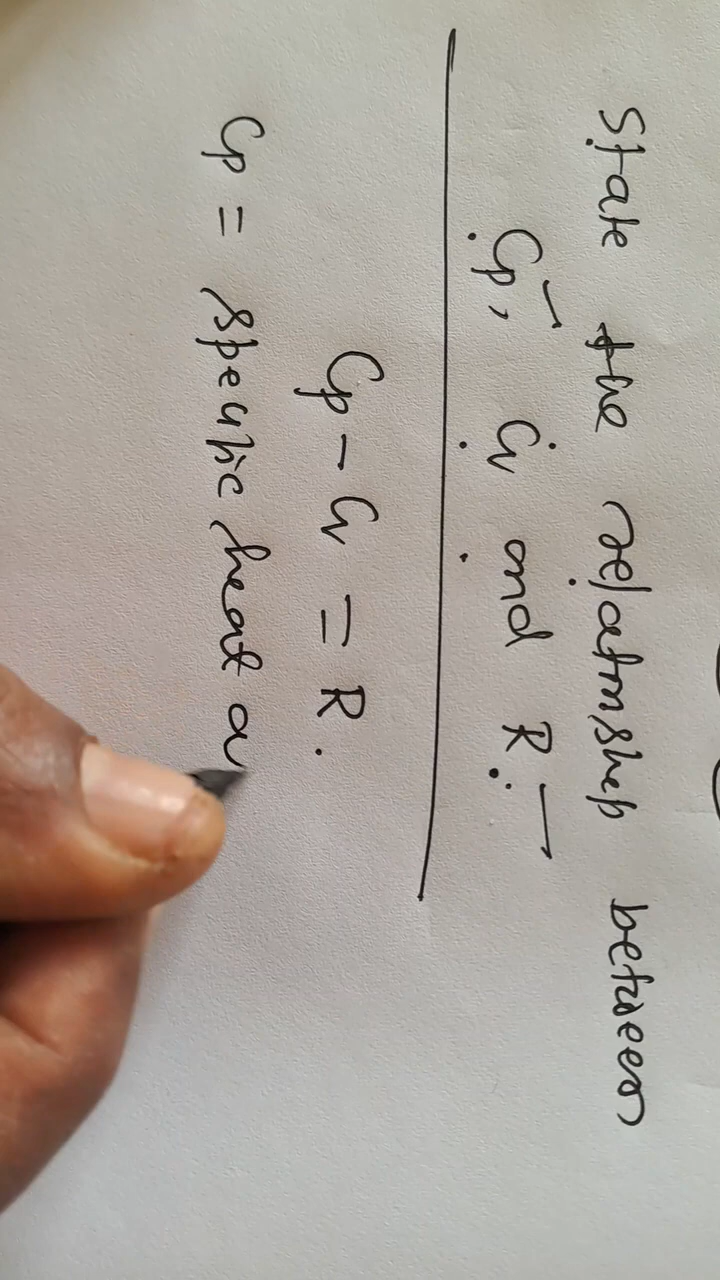 State the relationship between
Cp, Cv and R.
Cp - Cv = R.
Cp = specific heat a